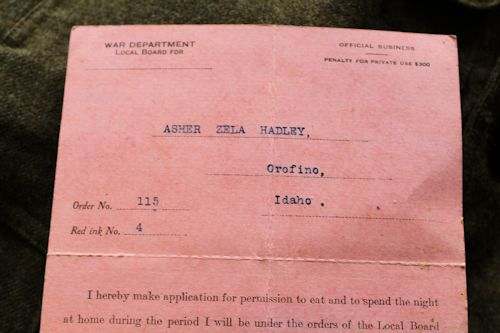 WAR DEPARTMENT
LOCAL BOARD FOR
OFFICIAL BUSINESS
PENALTY FOR PRIVATE USE $300
ASHER ZELA HADLEY,
Orofino,
Idaho.
Order No. 115
Red ink No. 4
I hereby make application for permission to eat and to spend the night
at home during the period I will be under the orders of the Local Board